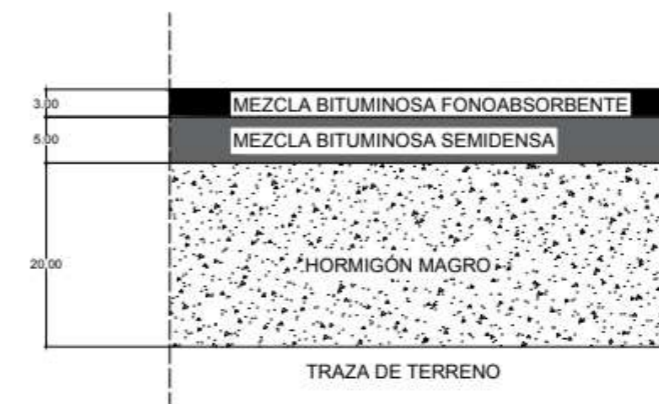 3.00
MEZCLA BITUMINOSA FONOABSORBENTE
5.00
MEZCLA BITUMINOSA SEMIDENSA
20.00
HORMIGÓN MAGRO
TRAZA DE TERRENO